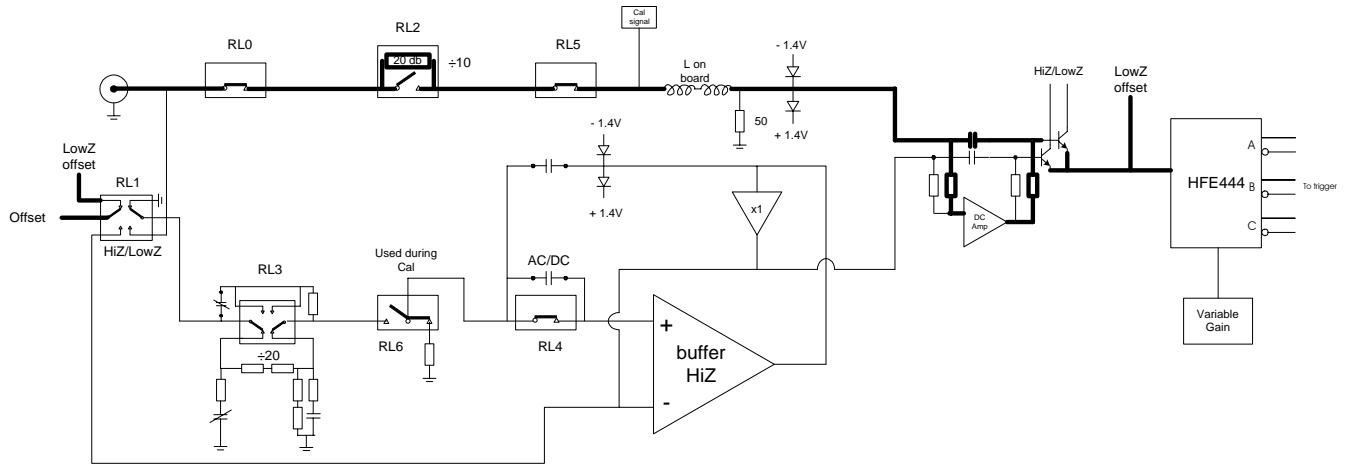 Cal
signal
RL0
RL2
20 db
÷10
RL5
L on
board
- 1.4V
+ 1.4V
50
HiZ/LowZ
LowZ
offset
HFE444
A
B
C
To trigger
Variable
Gain
DC
Amp
LowZ
offset
RL1
Offset
HiZ/LowZ
- 1.4V
+ 1.4V
x1
RL3
÷20
Used during
Cal
RL6
AC/DC
RL4
+
buffer
HiZ
-